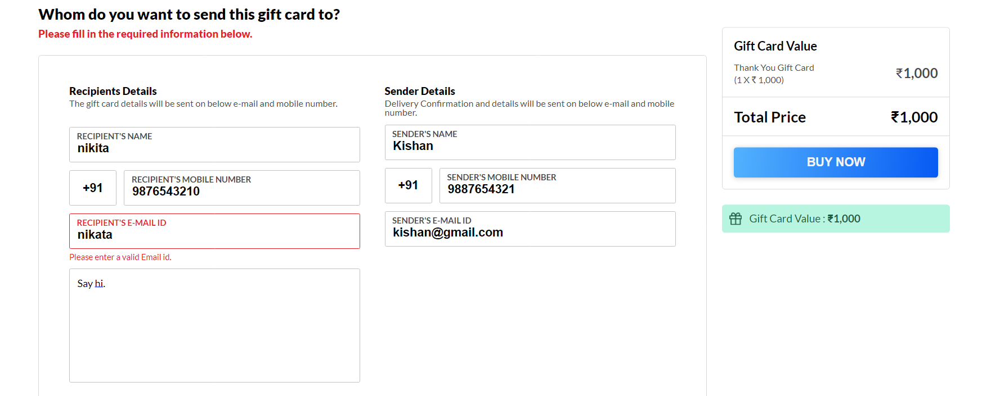 Whom do you want to send this gift card to?
Please fill in the required information below.
Recipients Details
The gift card details will be sent on below e-mail and mobile number.
RECIPIENT'S NAME
nikita
+91
RECIPIENT'S MOBILE NUMBER
9876543210
RECIPIENT'S E-MAIL ID
nikata
Please enter a valid Email id.
Say hi.
Sender Details
Delivery Confirmation and details will be sent on below e-mail and mobile
number.
SENDER'S NAME
Kishan
+91
SENDER'S MOBILE NUMBER
9887654321
SENDER'S E-MAIL ID
kishan@gmail.com
Gift Card Value
Thank You Gift Card
(1 X ₹ 1,000)
₹1,000
Total Price ₹1,000
BUY NOW
Gift Card Value : ₹1,000